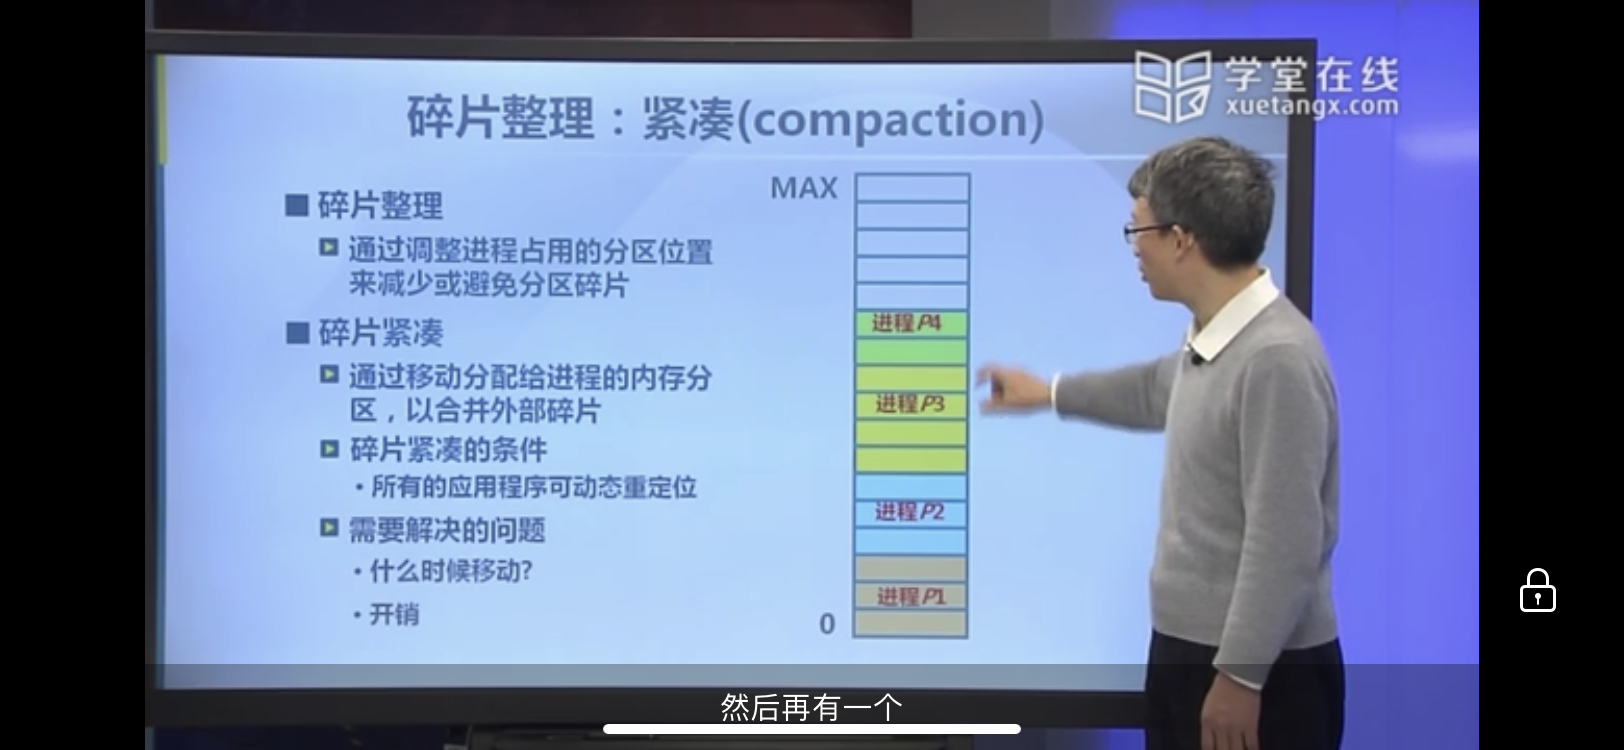 学堂在线
xuetangx.com
碎片整理：紧凑(compaction)
碎片整理
通过调整进程占用的分区位置
来减少或避免分区碎片
碎片紧凑
通过移动分配给进程的内存分
区，以合并外部碎片
碎片紧凑的条件
·所有的应用程序可动态重定位
需要解决的问题
·什么时候移动?
·开销
MAX
进程P4
进程P3
进程P2
进程P1
0
然后再有一个